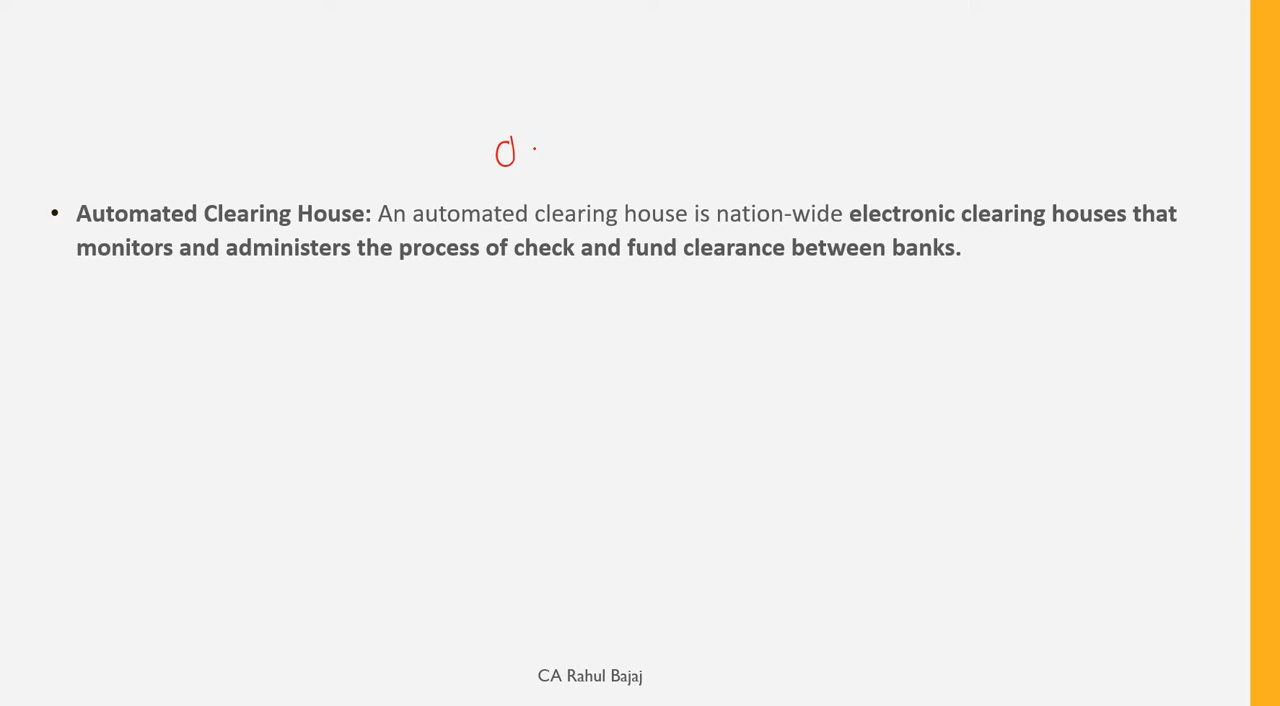 • Automated Clearing House: An automated clearing house is nation-wide electronic clearing houses that
monitors and administers the process of check and fund clearance between banks.
CA Rahul Bajaj